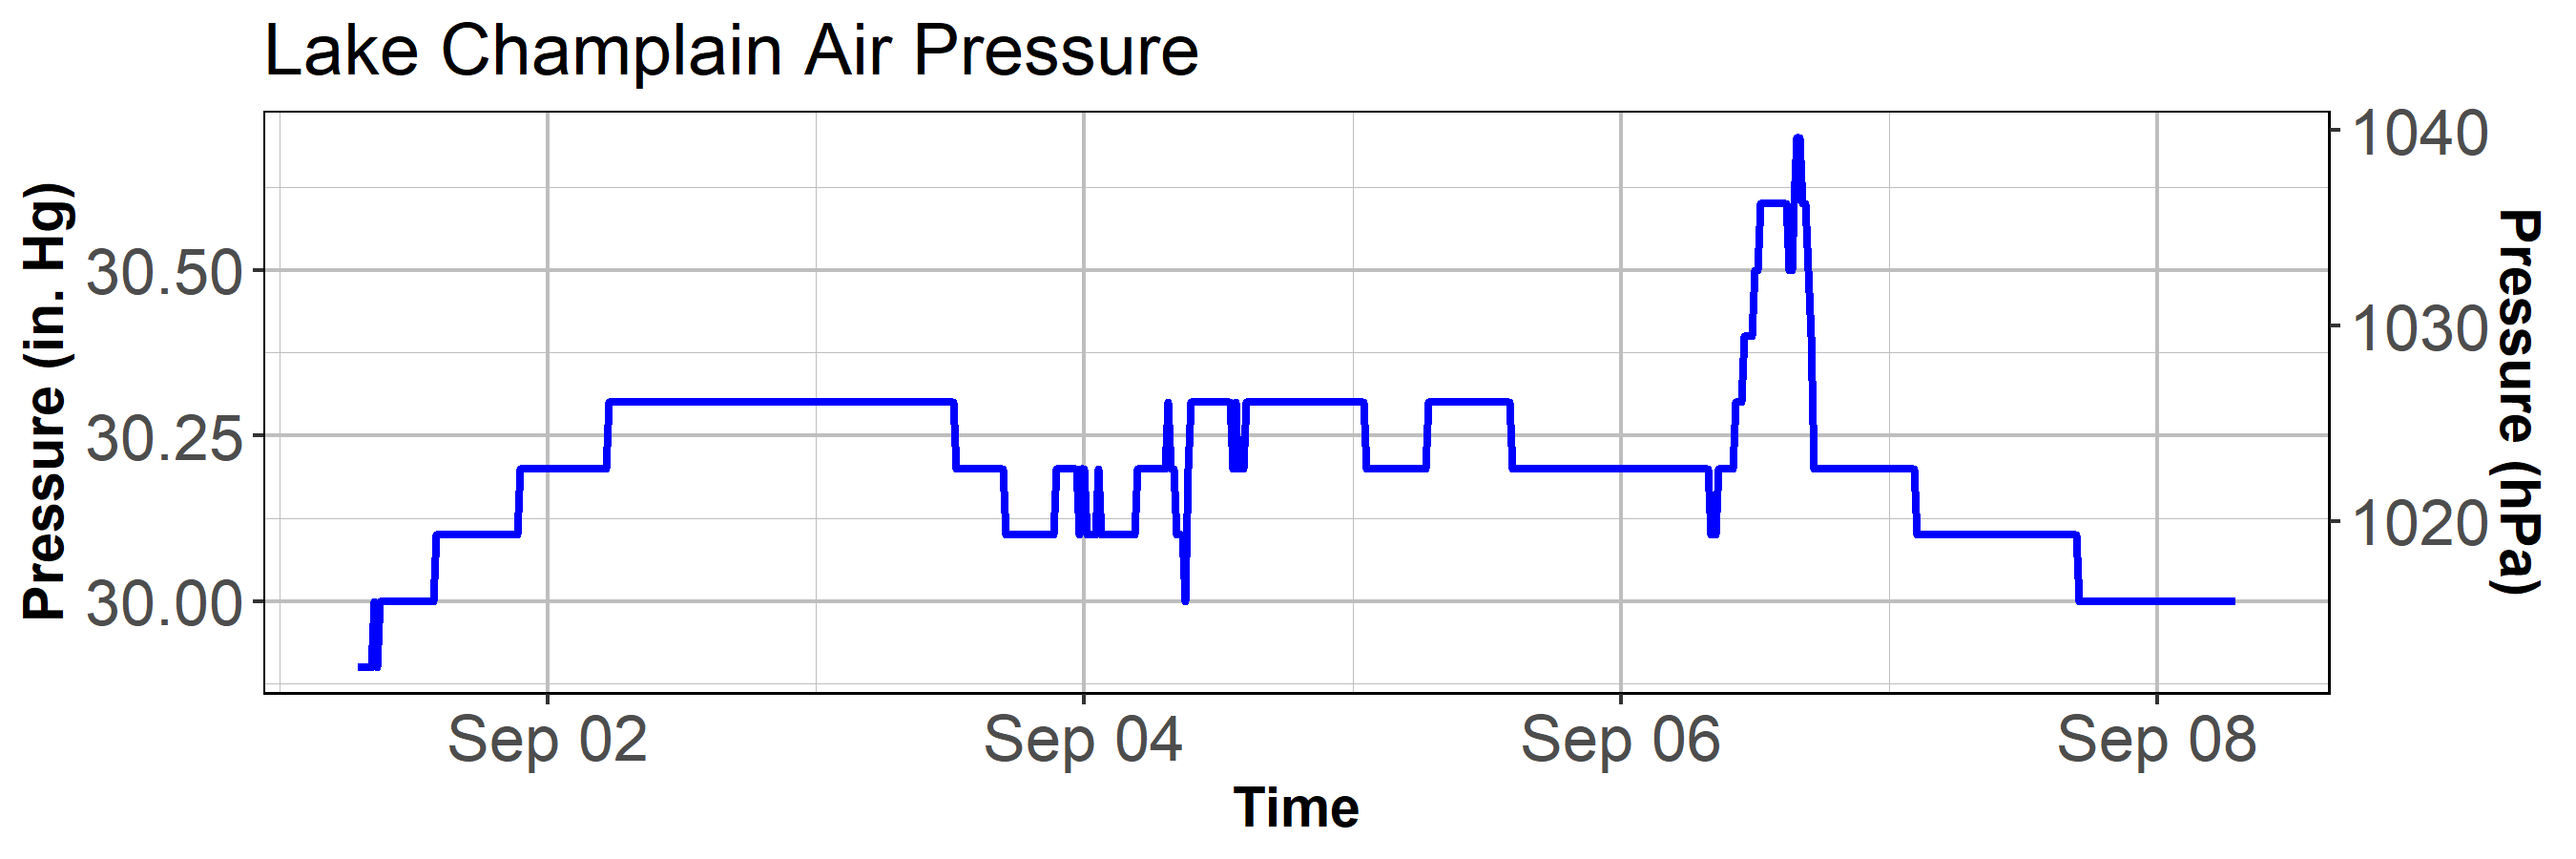 Lake Champlain Air Pressure
Pressure (in. Hg)
30.50
30.25
30.00
1040
1030
1020
Pressure (hPa)
Sep 02 Sep 04 Sep 06 Sep 08
Time